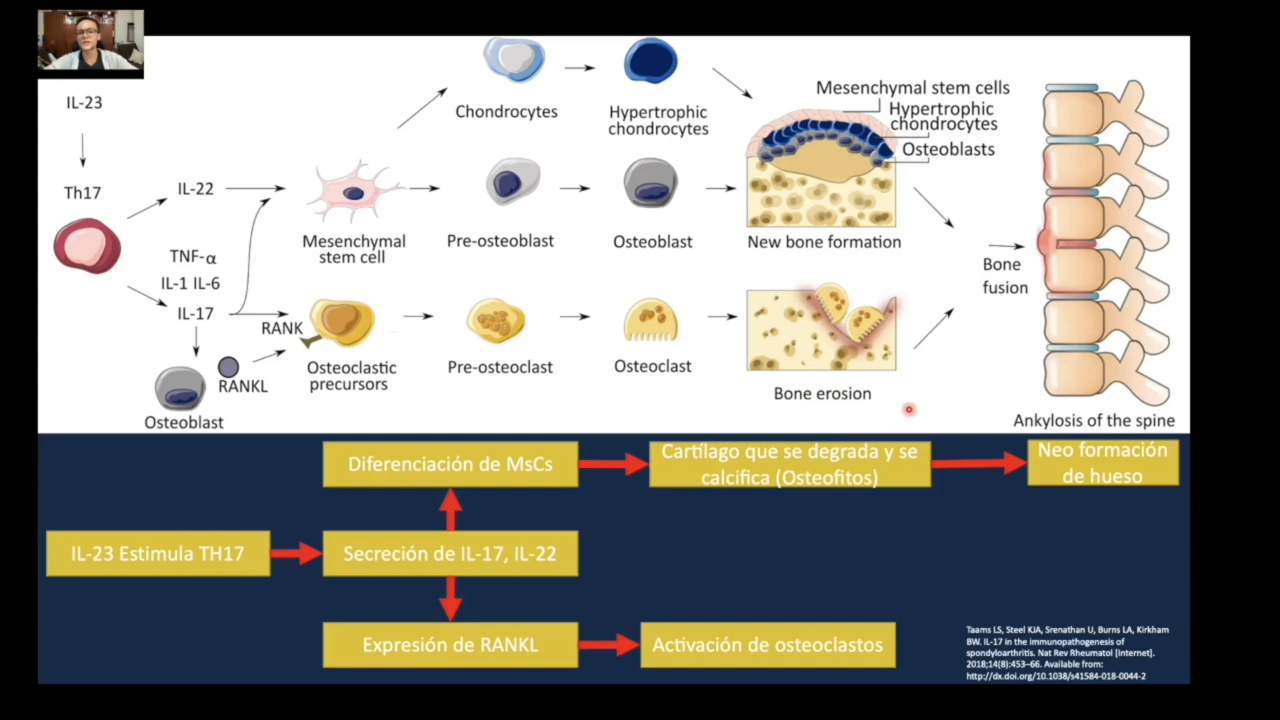 IL-23
Th17
IL-22
TNF-α
IL-1 IL-6
IL-17
RANKL
Osteoblast
Chondrocytes
Hypertrophic
chondrocytes
Mesenchymal
stem cell
Pre-osteoblast
Osteoblast
RANK
Osteoclastic
precursors
Pre-osteoclast
Osteoclast
Mesenchymal stem cells
Hypertrophic
chondrocytes
Osteoblasts
New bone formation
Bone erosion
Bone
fusion
Ankylosis of the spine
Diferenciación de MsCs
Cartílago que se degrada y se
calcifica (Osteofitos)
Neo formación
de hueso
IL-23 Estimula TH17
Secreción de IL-17, IL-22
Expresión de RANKL
Activación de osteoclastos
Taams LS, Steel KJA, Srenathan U, Burns LA, Kirkham
BW. IL-17 in the immunopathogenesis of
spondyloarthritis. Nat Rev Rheumatol [Internet].
2018;14(8):453–66. Available from:
http://dx.doi.org/10.1038/s41584-018-0044-2